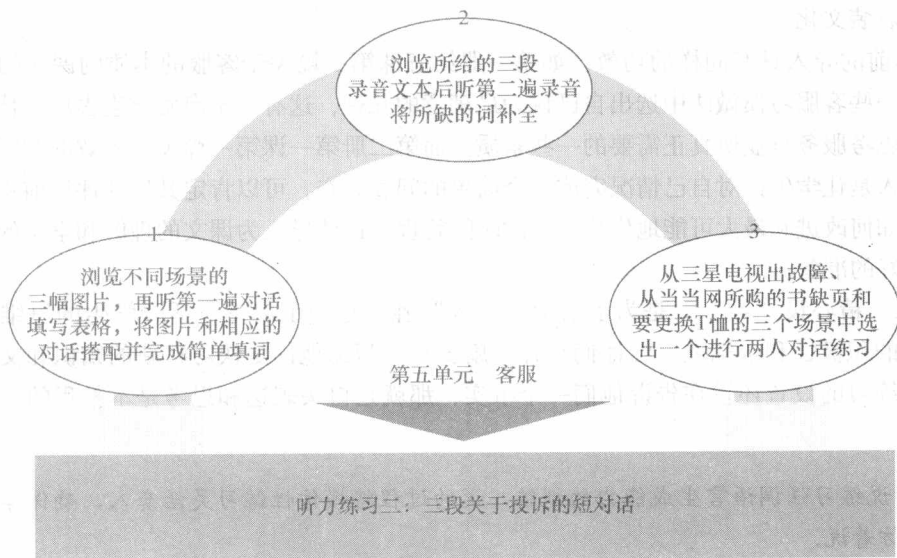 2
浏览所给的三段
录音文本后听第二遍录音
将所缺的词补全
1
浏览不同场景的
三幅图片，再听第一遍对话
填写表格，将图片和相应的
对话搭配并完成简单填词
3
从三星电视出故障、
从当当网所购的书缺页和
要更换T恤的三个场景中选
出一个进行两人对话练习
第五单元 客服
听力练习三：三段关于投诉的短对话